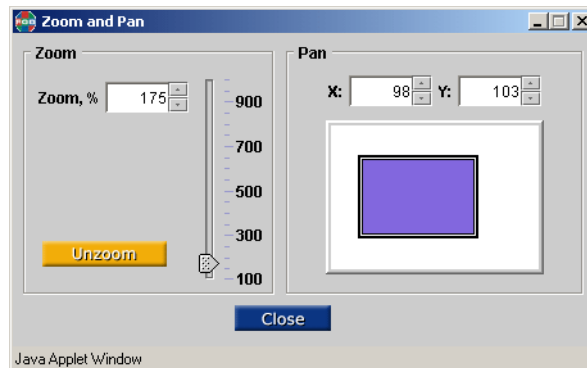 Zoom and Pan
Zoom
Zoom, % 175
900
700
500
300
100
Unzoom
Pan
X: 98 Y: 103
Close
Java Applet Window